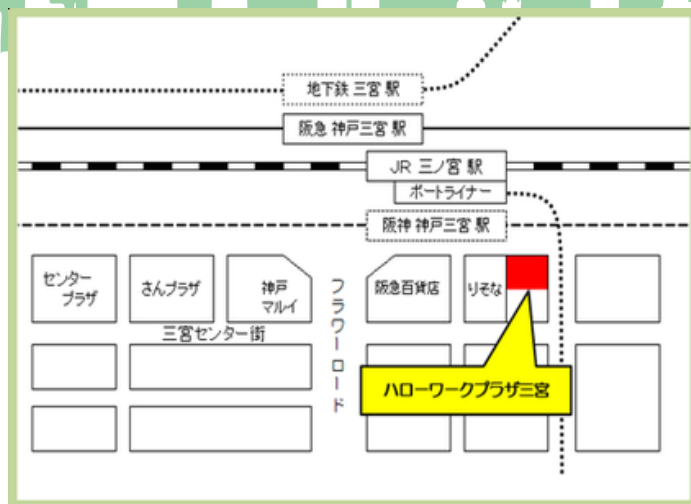 地下鉄 三宮 駅
阪急 神戸三宮 駅
JR 三ノ宮 駅
ポートライナー
阪神 神戸三宮 駅
センター
プラザ
さんプラザ
神戸
マルイ
フラワーロード
阪急百貨店
りそな
三宮センター街
ハローワークプラザ三宮